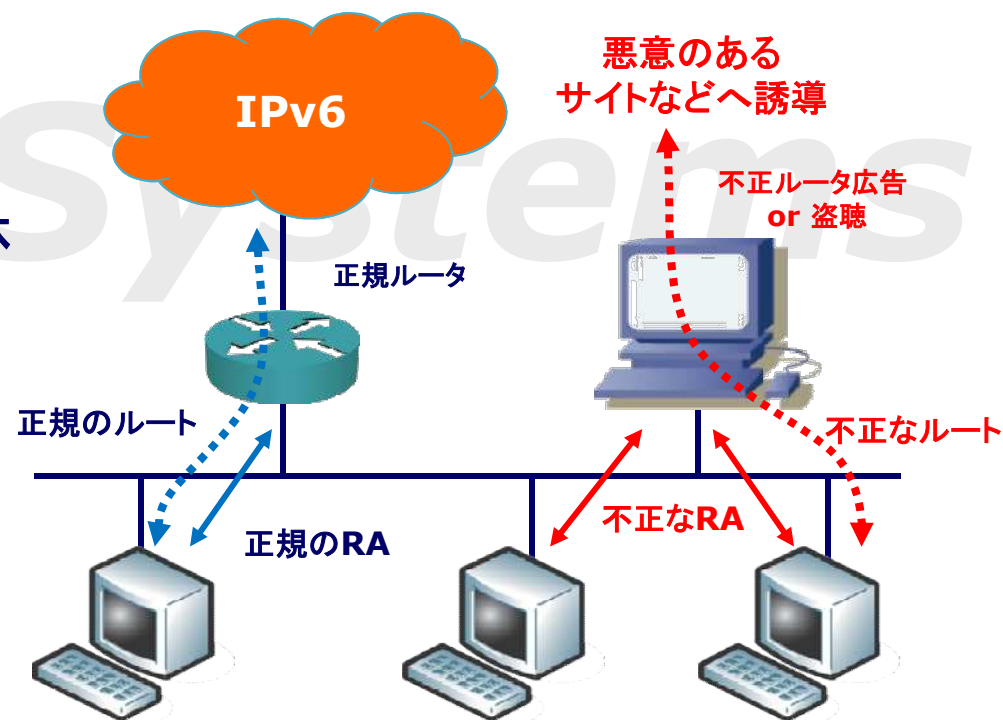 IPv6
悪意のある
サイトなどへ誘導
Systems
不正ルータ広告
or 盗聴
正規ルータ
正規のルート
不正なルート
不正なRA
正規のRA